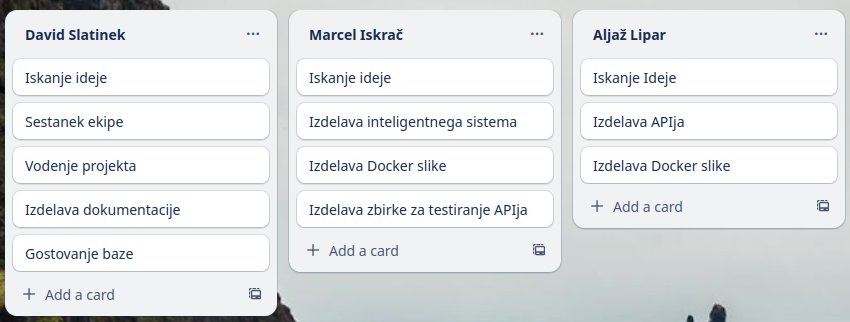 David Slatinek
Iskanje ideje
Sestanek ekipe
Vodenje projekta
Izdelava dokumentacije
Gostovanje baze
Add a card
Marcel Iskrač
Iskanje ideje
Izdelava inteligentnega sistema
Izdelava Docker slike
Izdelava zbirke za testiranje APIja
Add a card
Aljaž Lipar
Iskanje Ideje
Izdelava APIja
Izdelava Docker slike
Add a card